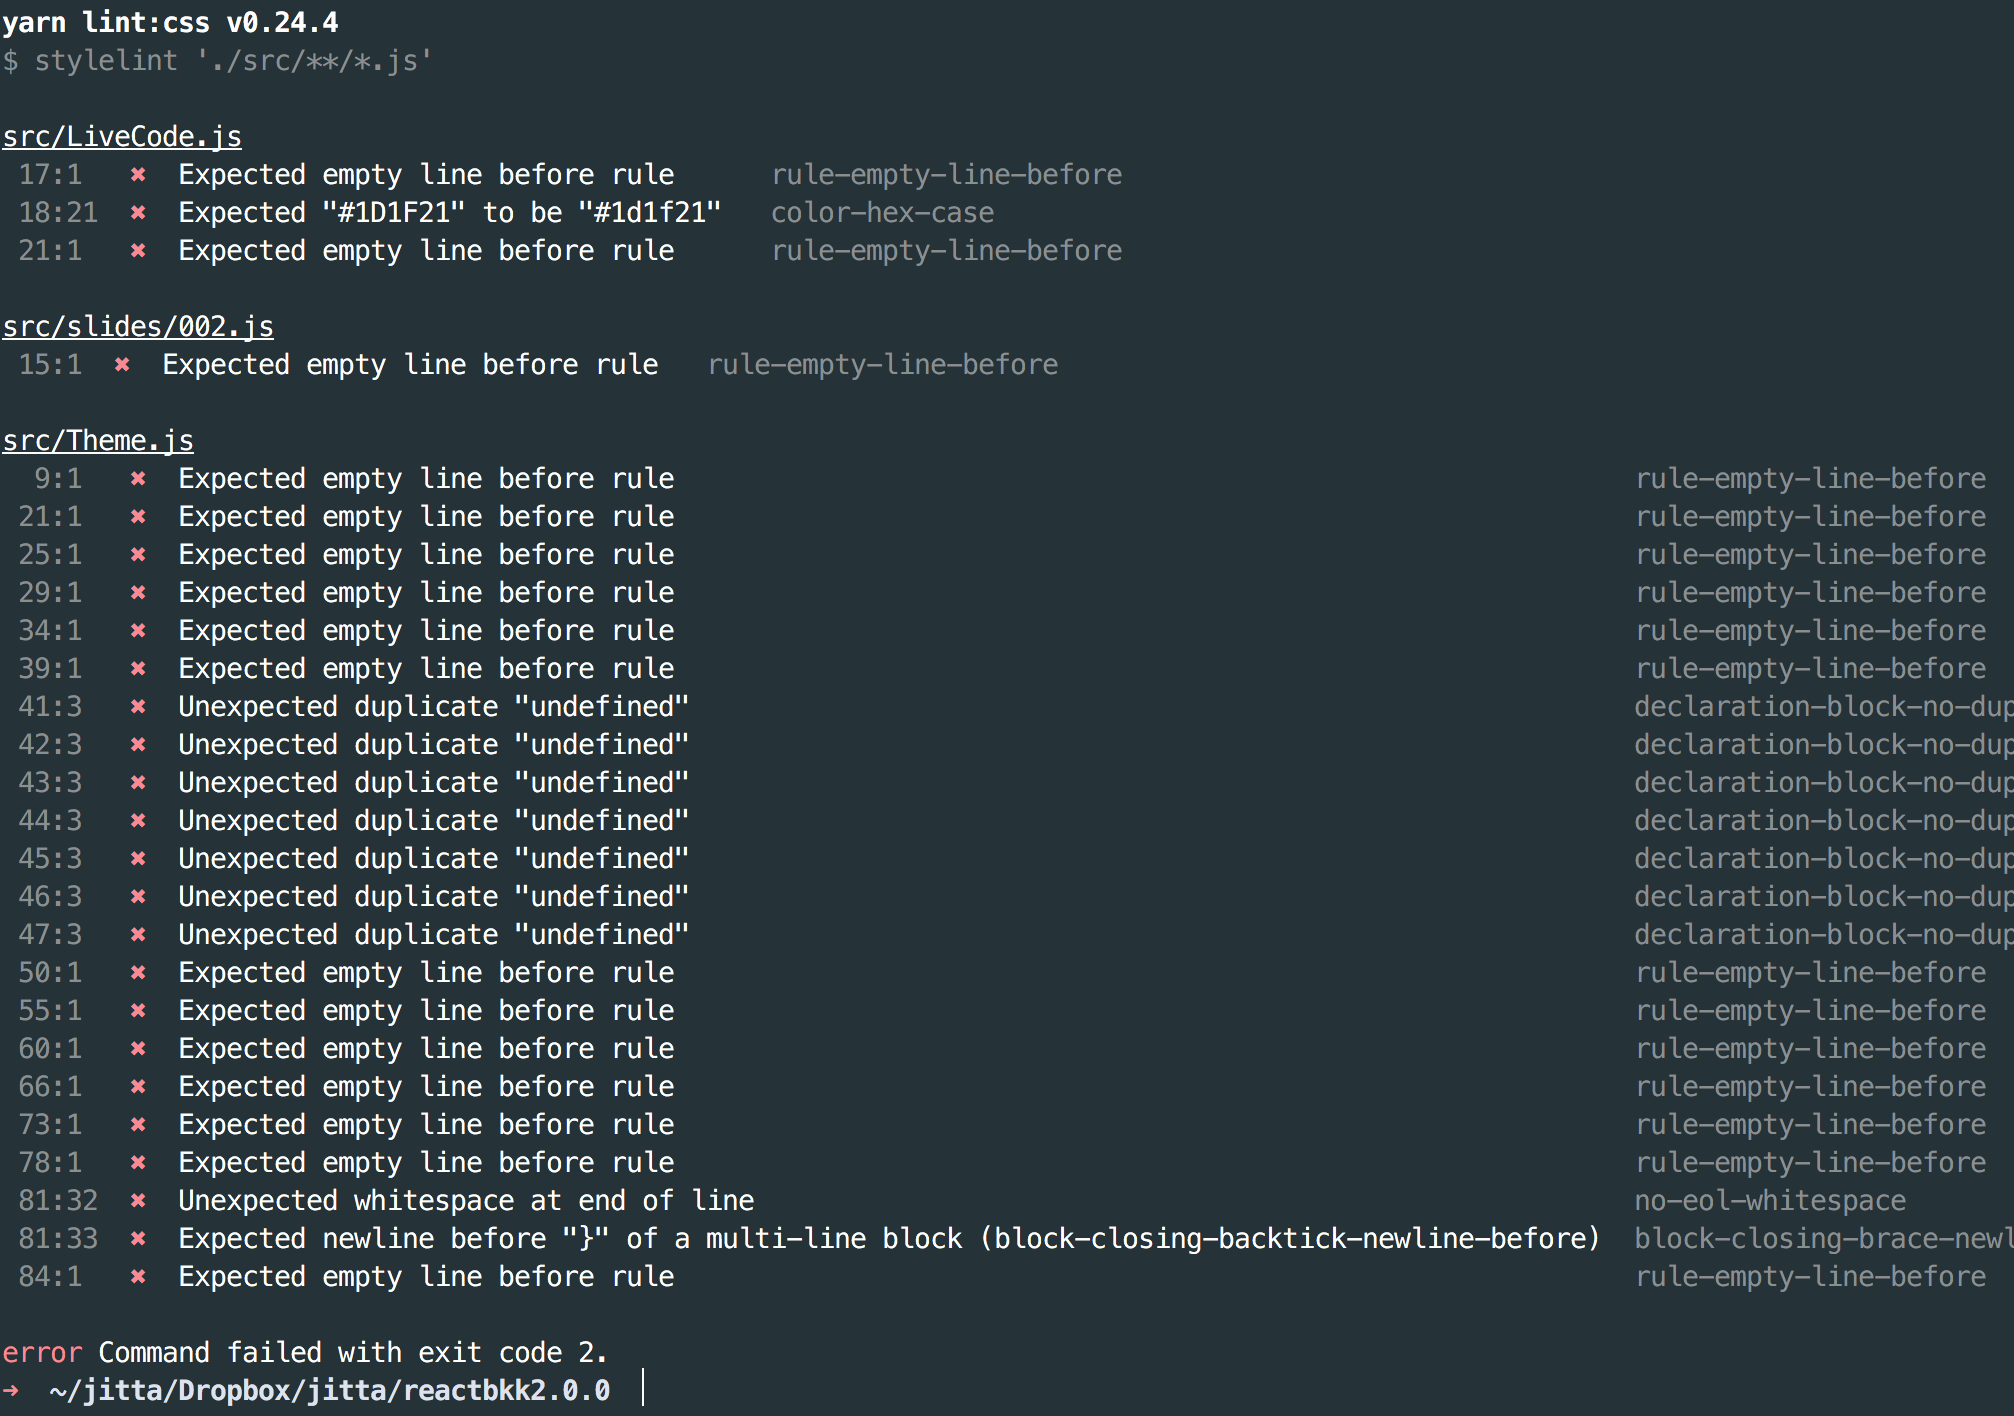 yarn lint:css v0.24.4
$ stylelint './src/**/*.js'
src/LiveCode.js
17:1 ✖ Expected empty line before rule rule-empty-line-before
18:21 ✖ Expected "#1D1F21" to be "#1d1f21" color-hex-case
21:1 ✖ Expected empty line before rule rule-empty-line-before
src/slides/002.js
15:1 ✖ Expected empty line before rule rule-empty-line-before
src/Theme.js
9:1 ✖ Expected empty line before rule rule-empty-line-before
21:1 ✖ Expected empty line before rule rule-empty-line-before
25:1 ✖ Expected empty line before rule rule-empty-line-before
29:1 ✖ Expected empty line before rule rule-empty-line-before
34:1 ✖ Expected empty line before rule rule-empty-line-before
39:1 ✖ Expected empty line before rule rule-empty-line-before
41:3 ✖ Unexpected duplicate "undefined" declaration-block-no-dup
42:3 ✖ Unexpected duplicate "undefined" declaration-block-no-dup
43:3 ✖ Unexpected duplicate "undefined" declaration-block-no-dup
44:3 ✖ Unexpected duplicate "undefined" declaration-block-no-dup
45:3 ✖ Unexpected duplicate "undefined" declaration-block-no-dup
46:3 ✖ Unexpected duplicate "undefined" declaration-block-no-dup
47:3 ✖ Unexpected duplicate "undefined" declaration-block-no-dup
50:1 ✖ Expected empty line before rule rule-empty-line-before
55:1 ✖ Expected empty line before rule rule-empty-line-before
60:1 ✖ Expected empty line before rule rule-empty-line-before
66:1 ✖ Expected empty line before rule rule-empty-line-before
73:1 ✖ Expected empty line before rule rule-empty-line-before
78:1 ✖ Expected empty line before rule rule-empty-line-before
81:32 ✖ Unexpected whitespace at end of line no-eol-whitespace
81:33 ✖ Expected newline before "}" of a multi-line block (block-closing-backtick-newline-before) block-closing-brace-newl
84:1 ✖ Expected empty line before rule rule-empty-line-before
error Command failed with exit code 2.
➜ ~/jitta/Dropbox/jitta/reactbkk2.0.0